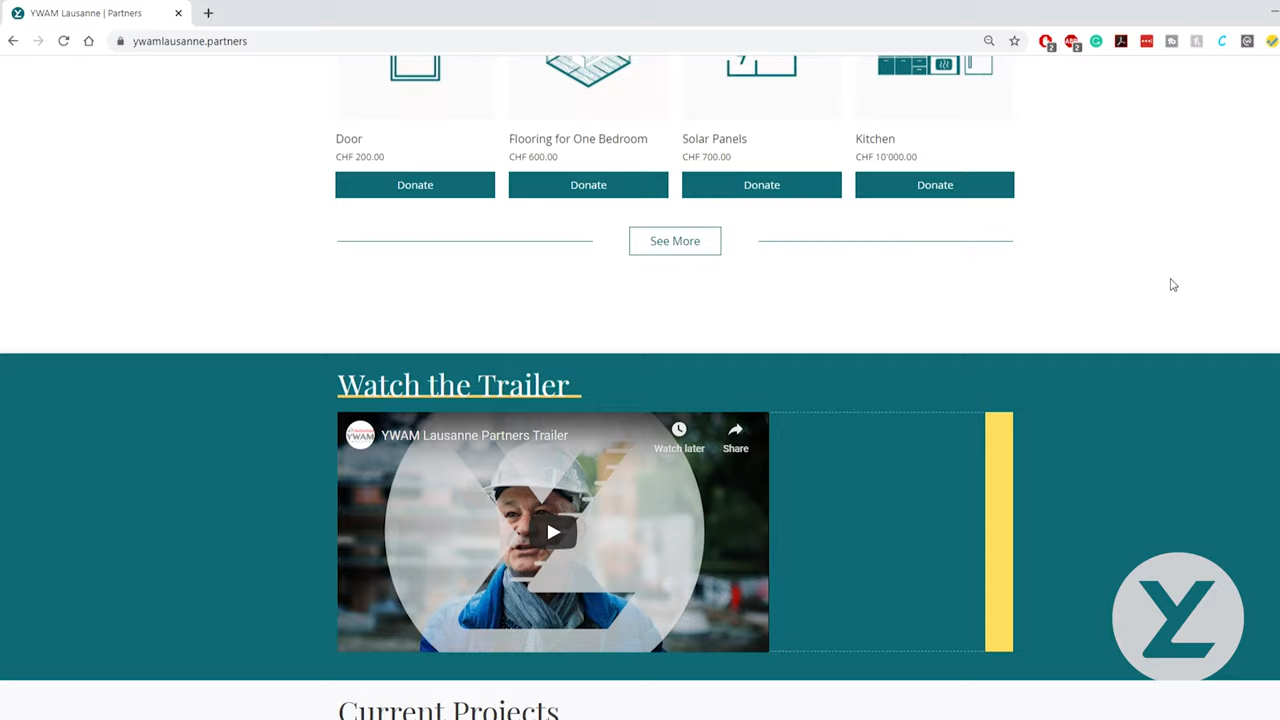 YWAM Lausanne | Partners
ywamlausanne.partners
Door
CHF 200.00
Donate
Flooring for One Bedroom
CHF 600.00
Donate
Solar Panels
CHF 700.00
Donate
Kitchen
CHF 10'000.00
Donate
See More
Watch the Trailer
YWAM
YWAM Lausanne Partners Trailer
Watch later
Share
Current Projects